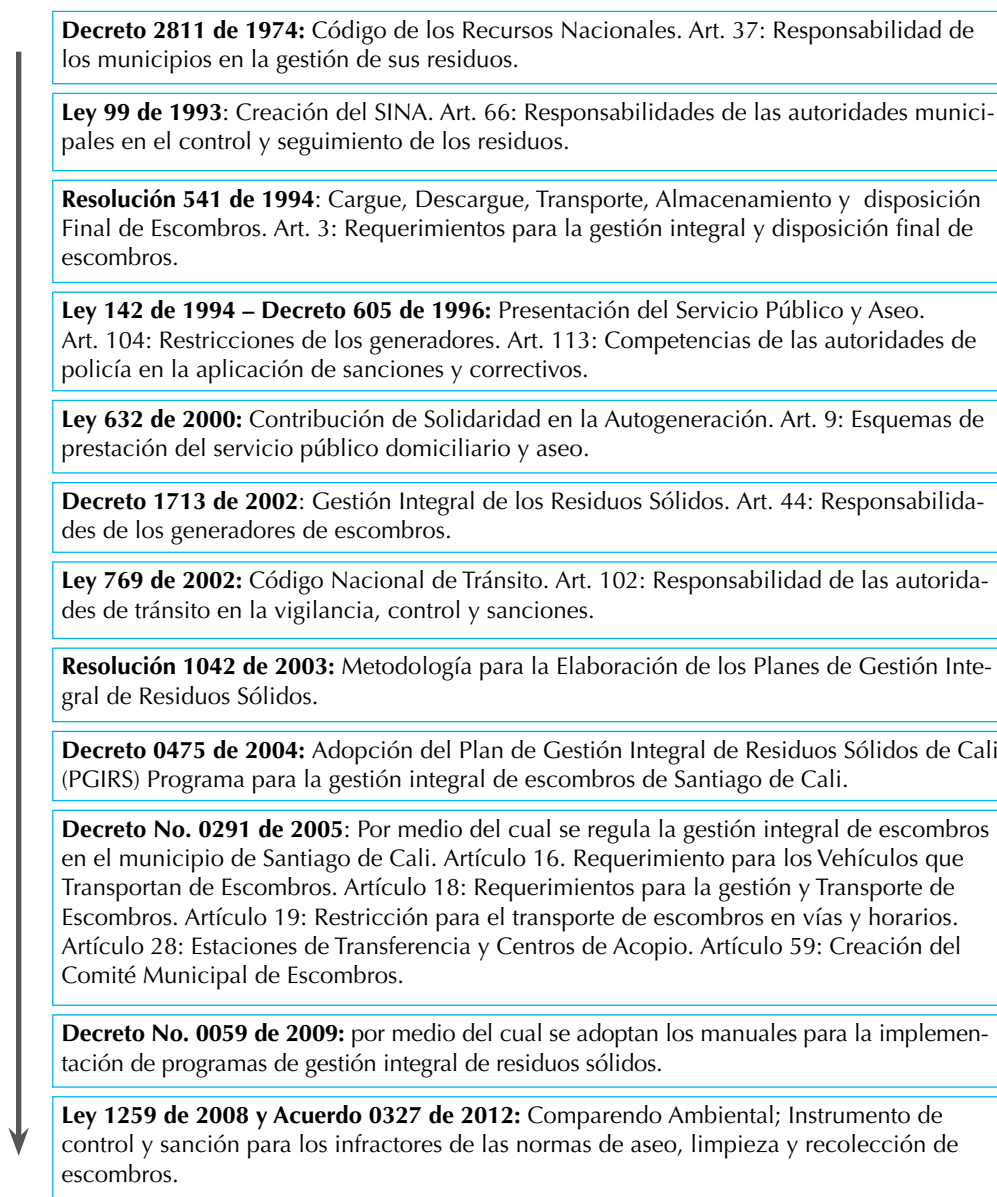 Decreto 2811 de 1974: Código de los Recursos Nacionales. Art. 37: Responsabilidad de
los municipios en la gestión de sus residuos.
Ley 99 de 1993: Creación del SINA. Art. 66: Responsabilidades de las autoridades munici-
pales en el control y seguimiento de los residuos.
Resolución 541 de 1994: Cargue, Descargue, Transporte, Almacenamiento y disposición
Final de Escombros. Art. 3: Requerimientos para la gestión integral y disposición final de
escombros.
Ley 142 de 1994 – Decreto 605 de 1996: Presentación del Servicio Público y Aseo.
Art. 104: Restricciones de los generadores. Art. 113: Competencias de las autoridades de
policía en la aplicación de sanciones y correctivos.
Ley 632 de 2000: Contribución de Solidaridad en la Autogeneración. Art. 9: Esquemas de
prestación del servicio público domiciliario y aseo.
Decreto 1713 de 2002: Gestión Integral de los Residuos Sólidos. Art. 44: Responsabilida-
des de los generadores de escombros.
Ley 769 de 2002: Código Nacional de Tránsito. Art. 102: Responsabilidad de las autorida-
des de tránsito en la vigilancia, control y sanciones.
Resolución 1042 de 2003: Metodología para la Elaboración de los Planes de Gestión Inte-
gral de Residuos Sólidos.
Decreto 0475 de 2004: Adopción del Plan de Gestión Integral de Residuos Sólidos de Cali
(PGIRS) Programa para la gestión integral de escombros de Santiago de Cali.
Decreto No. 0291 de 2005: Por medio del cual se regula la gestión integral de escombros
en el municipio de Santiago de Cali. Artículo 16. Requerimiento para los Vehículos que
Transportan de Escombros. Artículo 18: Requerimientos para la gestión y Transporte de
Escombros. Artículo 19: Restricción para el transporte de escombros en vías y horarios.
Artículo 28: Estaciones de Transferencia y Centros de Acopio. Artículo 59: Creación del
Comité Municipal de Escombros.
Decreto No. 0059 de 2009: por medio del cual se adoptan los manuales para la implemen-
tación de programas de gestión integral de residuos sólidos.
Ley 1259 de 2008 y Acuerdo 0327 de 2012: Comparendo Ambiental; Instrumento de
control y sanción para los infractores de las normas de aseo, limpieza y recolección de
escombros.